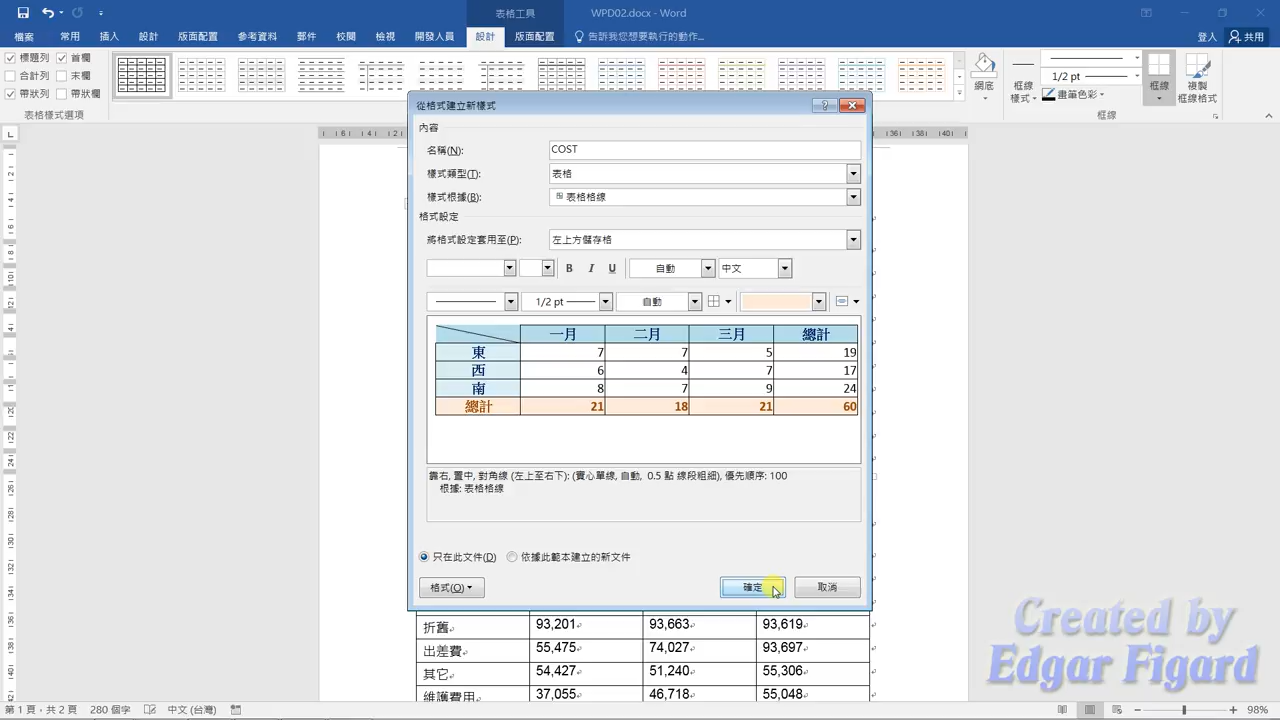 表格工具
WPD02.docx - Word
檔案 常用 插入 設計 版面配置 參考資料 郵件 校閱 檢視 開發人員 設計 版面配置 告訴我您想要執行的動作... 登入 共用
標題列 首欄
合計列 末欄
帶狀列 帶狀欄
表格樣式選項
網底
框線樣式
1/2 pt
畫筆色彩
框線
複製框線格式
框線
從格式建立新樣式
內容
名稱(N): COST
樣式類型(T): 表格
樣式根據(B): 表格格線
格式設定
將格式設定套用至(P): 左上方儲存格
B I U 自動 中文
1/2 pt 自動
一月 二月 三月 總計
東 7 7 5 19
西 6 4 7 17
南 8 7 9 24
總計 21 18 21 60
靠右, 置中, 對角線 (左上至右下): (實心單線, 自動, 0.5 點 線段粗細), 優先順序: 100
根據: 表格格線
只在此文件(D) 依據此範本建立的新文件
格式(O) 確定 取消
折舊 93,201 93,663 93,619
出差費 55,475 74,027 93,697
其它 54,427 51,240 55,306
維護費用 37,055 46,718 55,048
Created by
Edgar Figard
第 1 頁，共 2 頁 280 個字 中文 (台灣) 98%